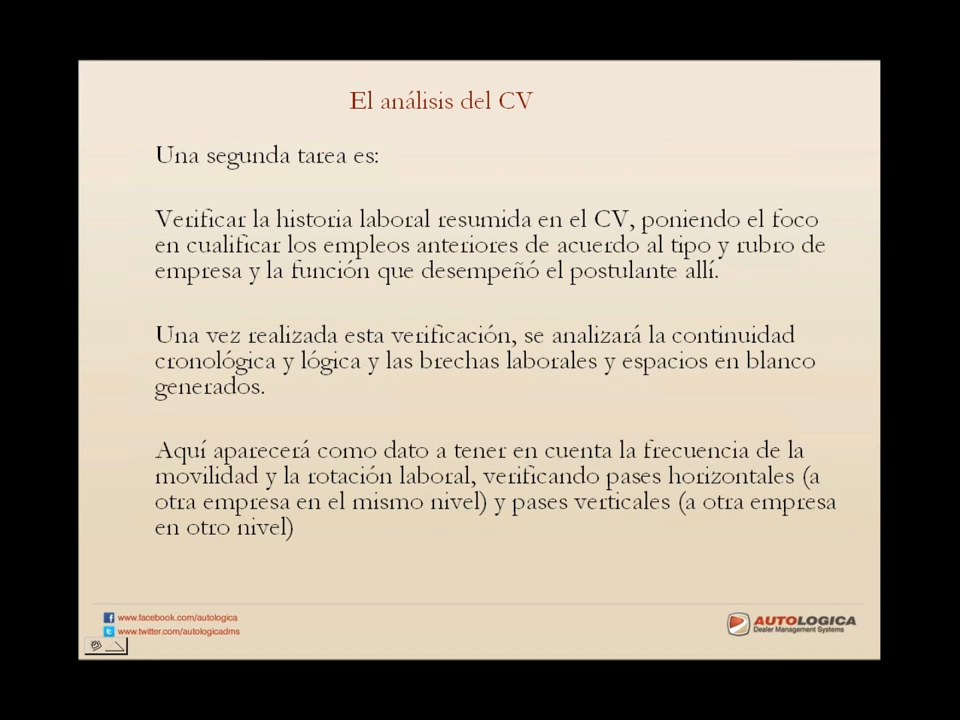 El análisis del CV
Una segunda tarea es:
Verificar la historia laboral resumida en el CV, poniendo el foco
en cualificar los empleos anteriores de acuerdo al tipo y rubro de
empresa y la función que desempeñó el postulante allí.
Una vez realizada esta verificación, se analizará la continuidad
cronológica y lógica y las brechas laborales y espacios en blanco
generados.
Aquí aparecerá como dato a tener en cuenta la frecuencia de la
movilidad y la rotación laboral, verificando pases horizontales (a
otra empresa en el mismo nivel) y pases verticales (a otra empresa
en otro nivel)
www.facebook.com/autologica
www.twitter.com/autologicadms
AUTOLOGICA
Dealer Management Systems